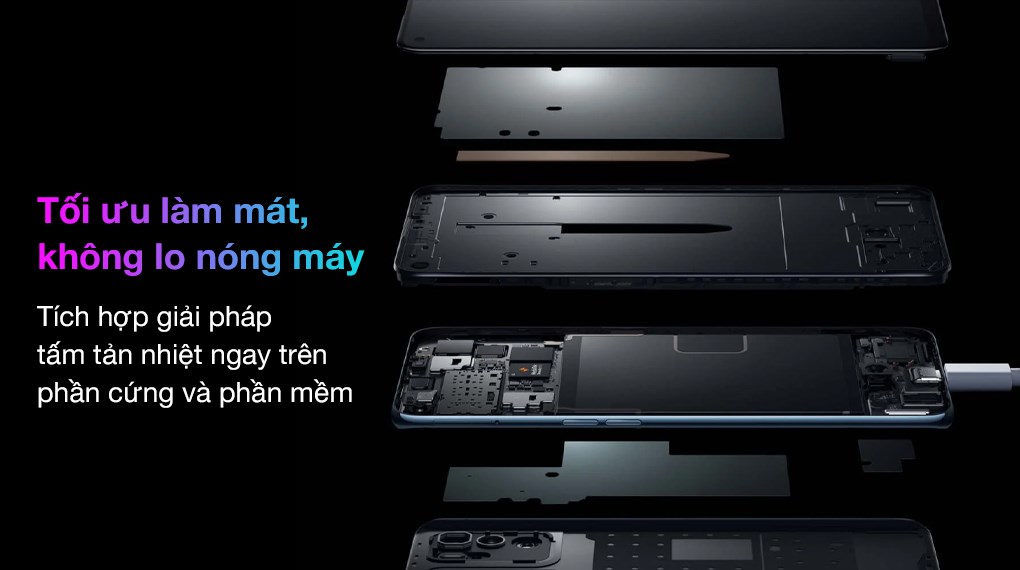 Tối ưu làm mát,
không lo nóng máy
Tích hợp giải pháp
tấm tản nhiệt ngay trên
phần cứng và phần mềm